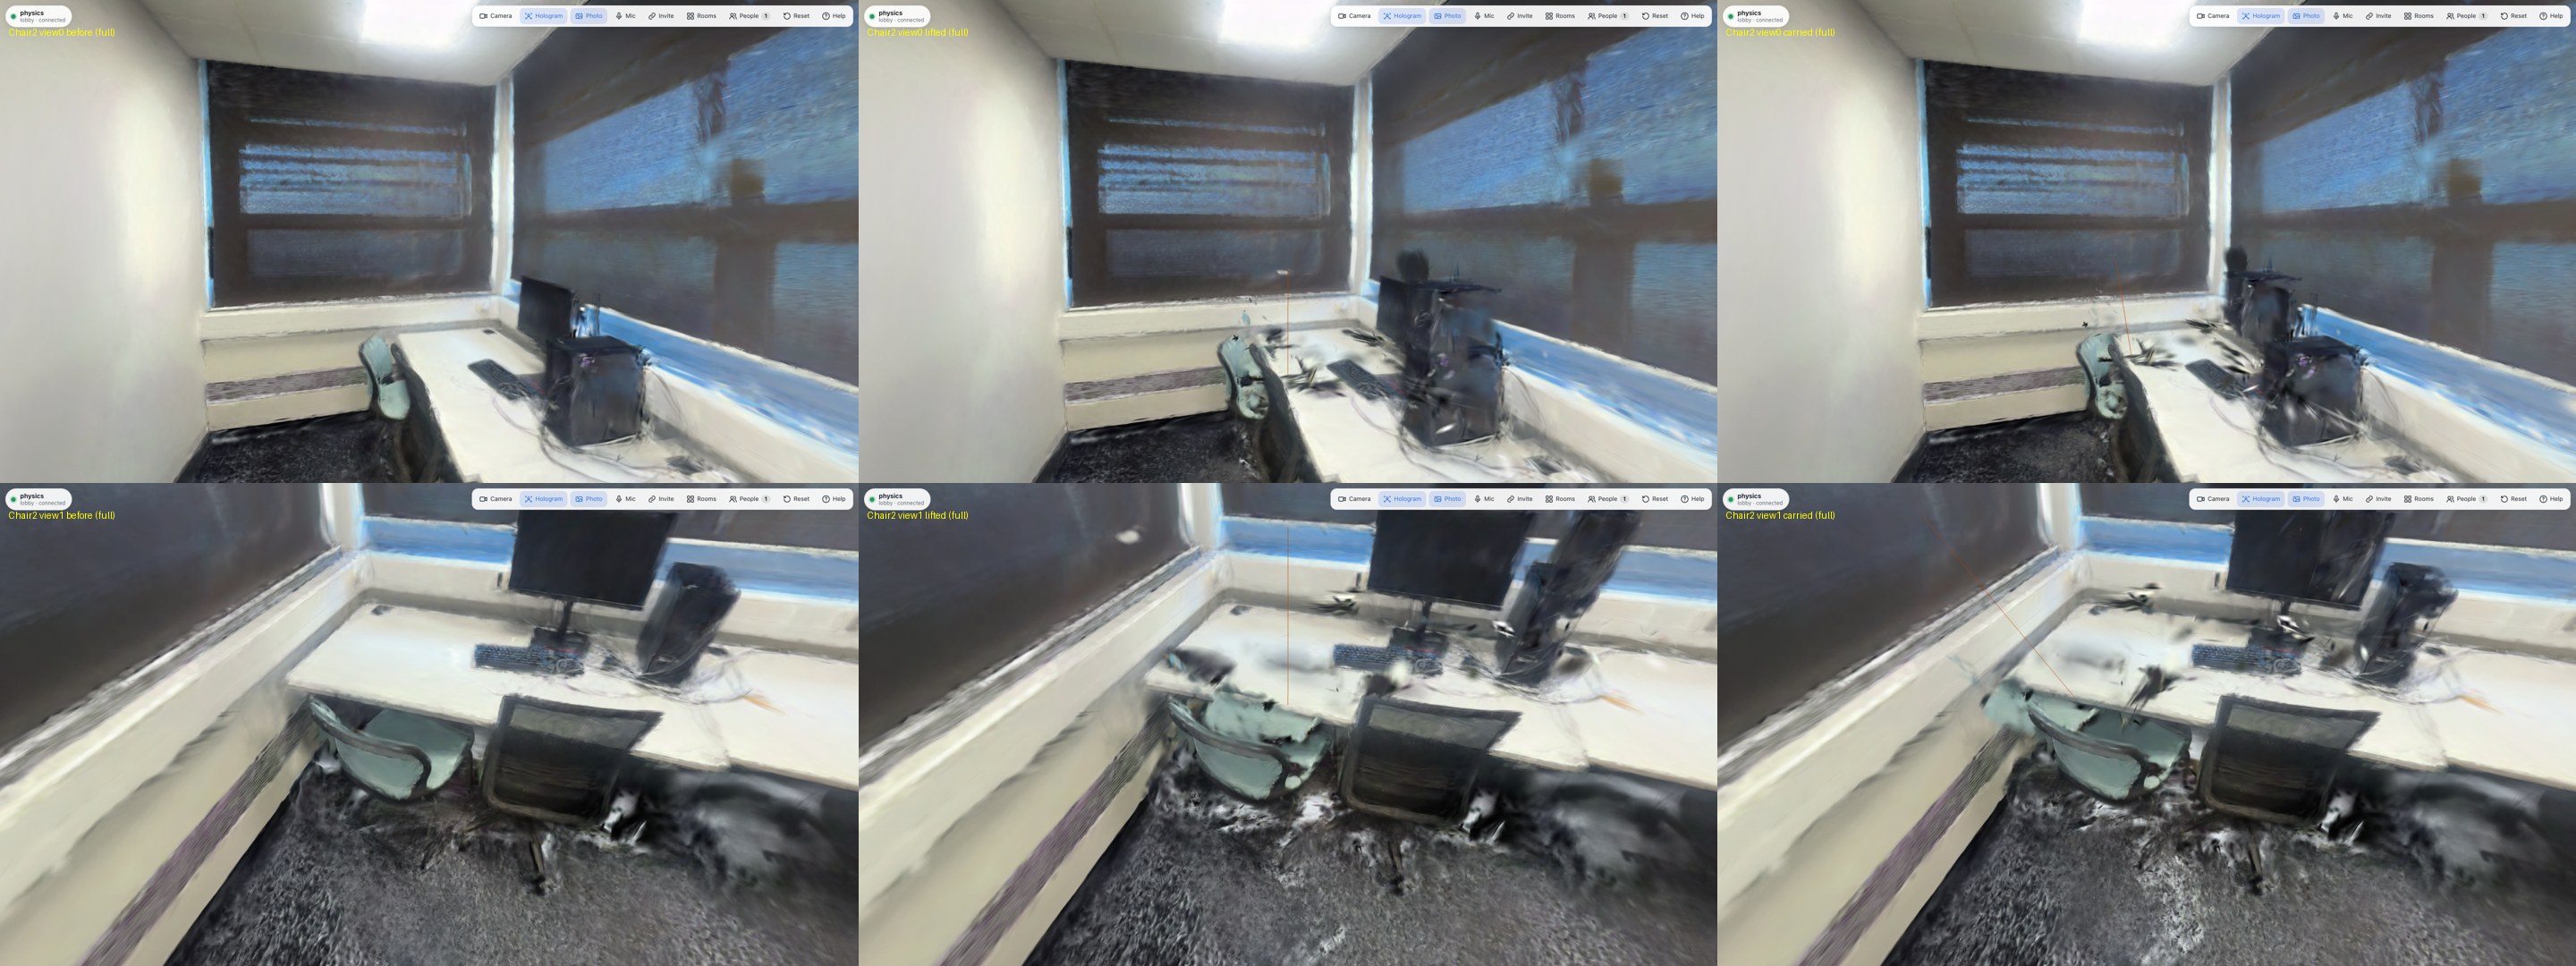 physics
lobby · connected
Camera Hologram Photo Mic Invite Rooms People 1 Reset Help
Chair2 view0 before (full)
physics
lobby · connected
Camera Hologram Photo Mic Invite Rooms People 1 Reset Help
Chair2 view0 lifted (full)
physics
lobby · connected
Camera Hologram Photo Mic Invite Rooms People 1 Reset Help
Chair2 view0 carried (full)
physics
lobby · connected
Camera Hologram Photo Mic Invite Rooms People 1 Reset Help
Chair2 view1 before (full)
physics
lobby · connected
Camera Hologram Photo Mic Invite Rooms People 1 Reset Help
Chair2 view1 lifted (full)
physics
lobby · connected
Camera Hologram Photo Mic Invite Rooms People 1 Reset Help
Chair2 view1 carried (full)